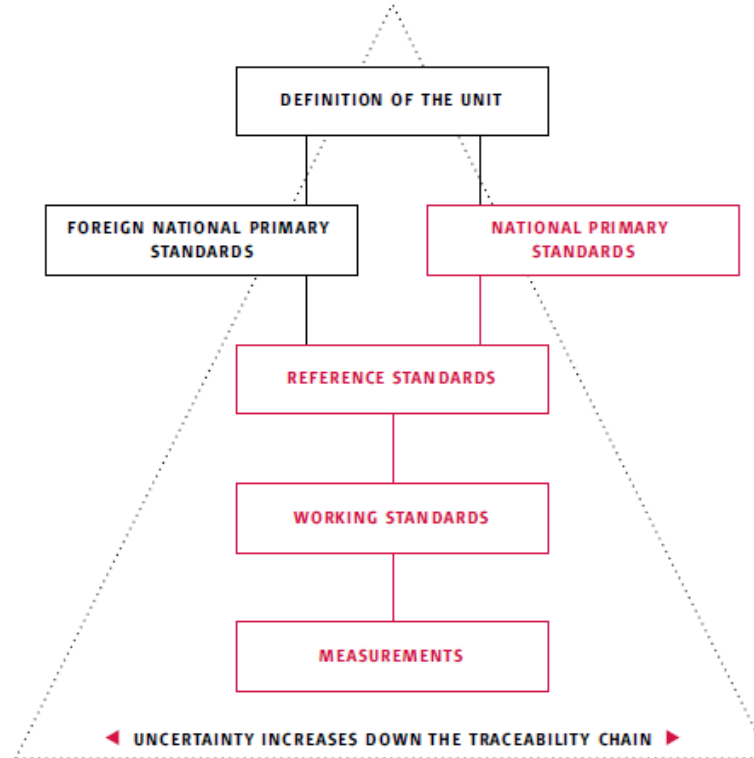 DEFINITION OF THE UNIT
FOREIGN NATIONAL PRIMARY
STANDARDS
NATIONAL PRIMARY
STANDARDS
REFERENCE STANDARDS
WORKING STANDARDS
MEASUREMENTS
UNCERTAINTY INCREASES DOWN THE TRACEABILITY CHAIN